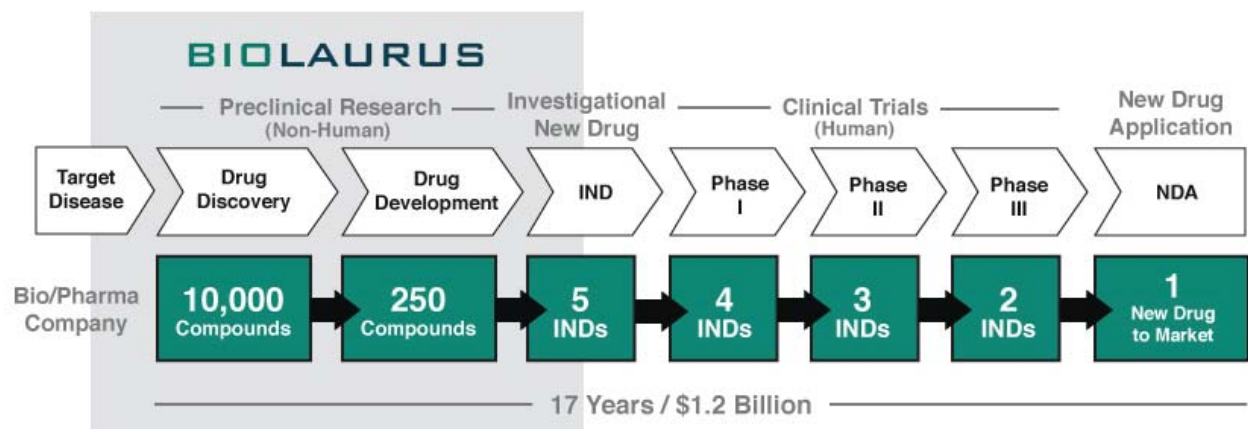 BIOLAURUS
Preclinical Research
(Non-Human)
Investigational
New Drug
Clinical Trials
(Human)
New Drug
Application
Target
Disease
Drug
Discovery
Drug
Development
IND
Phase
I
Phase
II
Phase
III
NDA
Bio/Pharma
Company
10,000
Compounds
250
Compounds
5
INDs
4
INDs
3
INDs
2
INDs
1
New Drug
to Market
17 Years / $1.2 Billion